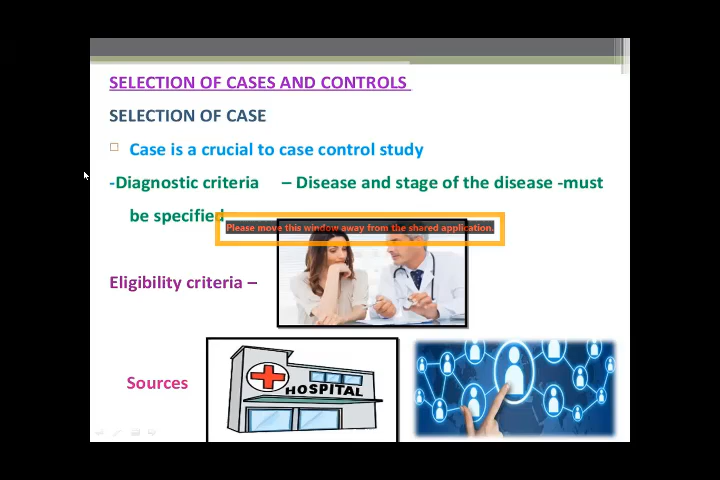 SELECTION OF CASES AND CONTROLS
SELECTION OF CASE
Case is a crucial to case control study
-Diagnostic criteria – Disease and stage of the disease -must
be specified
Please move this window away from the shared application.
Eligibility criteria –
HOSPITAL
Sources